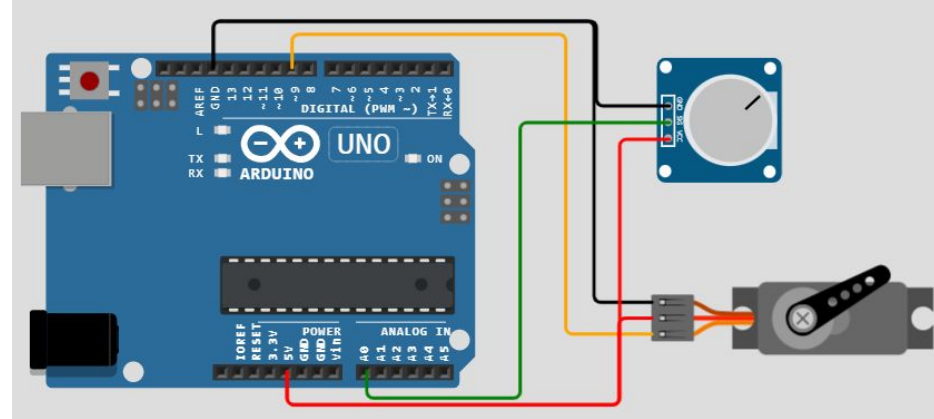 AREF
GND
13
12
~11
~10
~9
8
7
~6
~5
4
~3
2
TX→1
RX←0
DIGITAL (PWM ~)
L
TX
RX
UNO
ON
ARDUINO
GND
SIG
VCC
IOREF
RESET
3.3V
5V
GND
GND
Vin
POWER
ANALOG IN
A0
A1
A2
A3
A4
A5